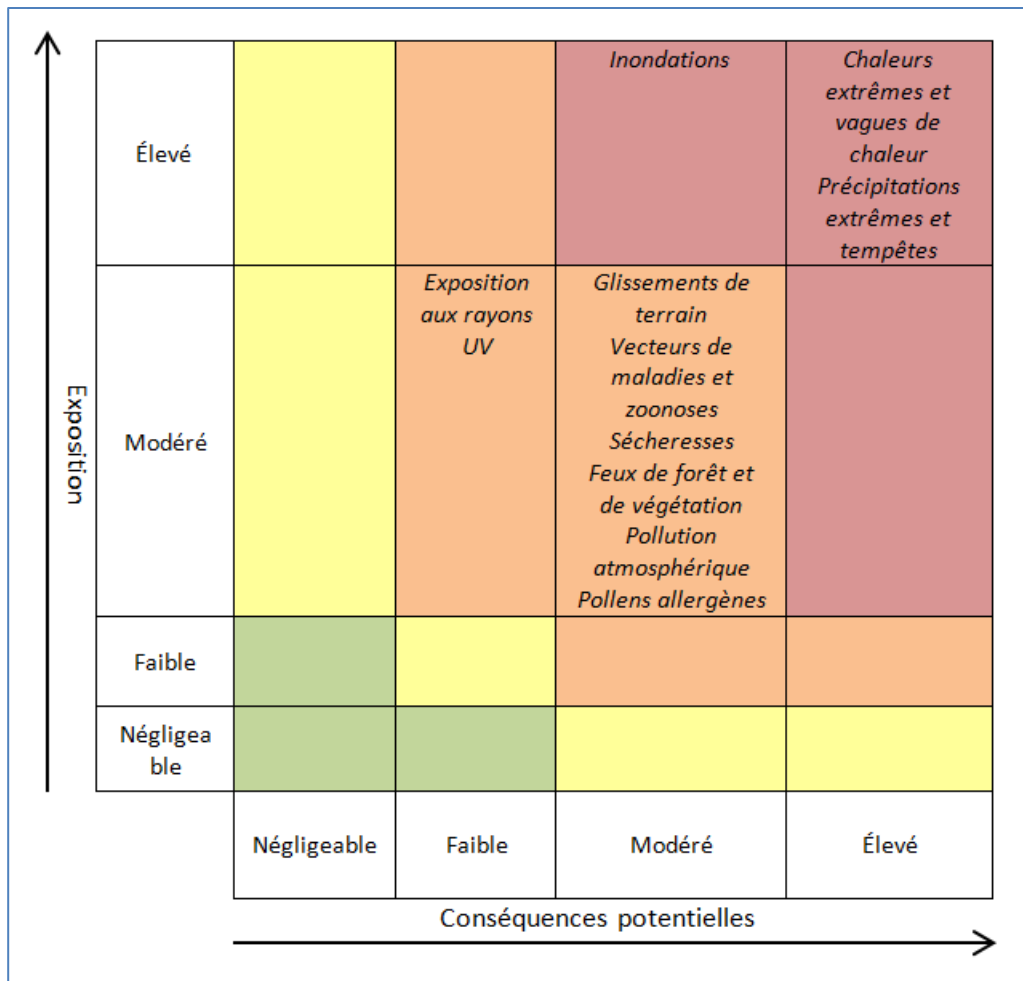 Exposition
Élevé
Inondations
Chaleurs
extrêmes et
vagues de
chaleur
Précipitations
extrêmes et
tempêtes
Modéré
Exposition
aux rayons
UV
Glissements de
terrain
Vecteurs de
maladies et
zoonoses
Sécheresses
Feux de forêt et
de végétation
Pollution
atmosphérique
Pollens allergènes
Faible
Négligea
ble
Négligeable
Faible
Modéré
Élevé
Conséquences potentielles